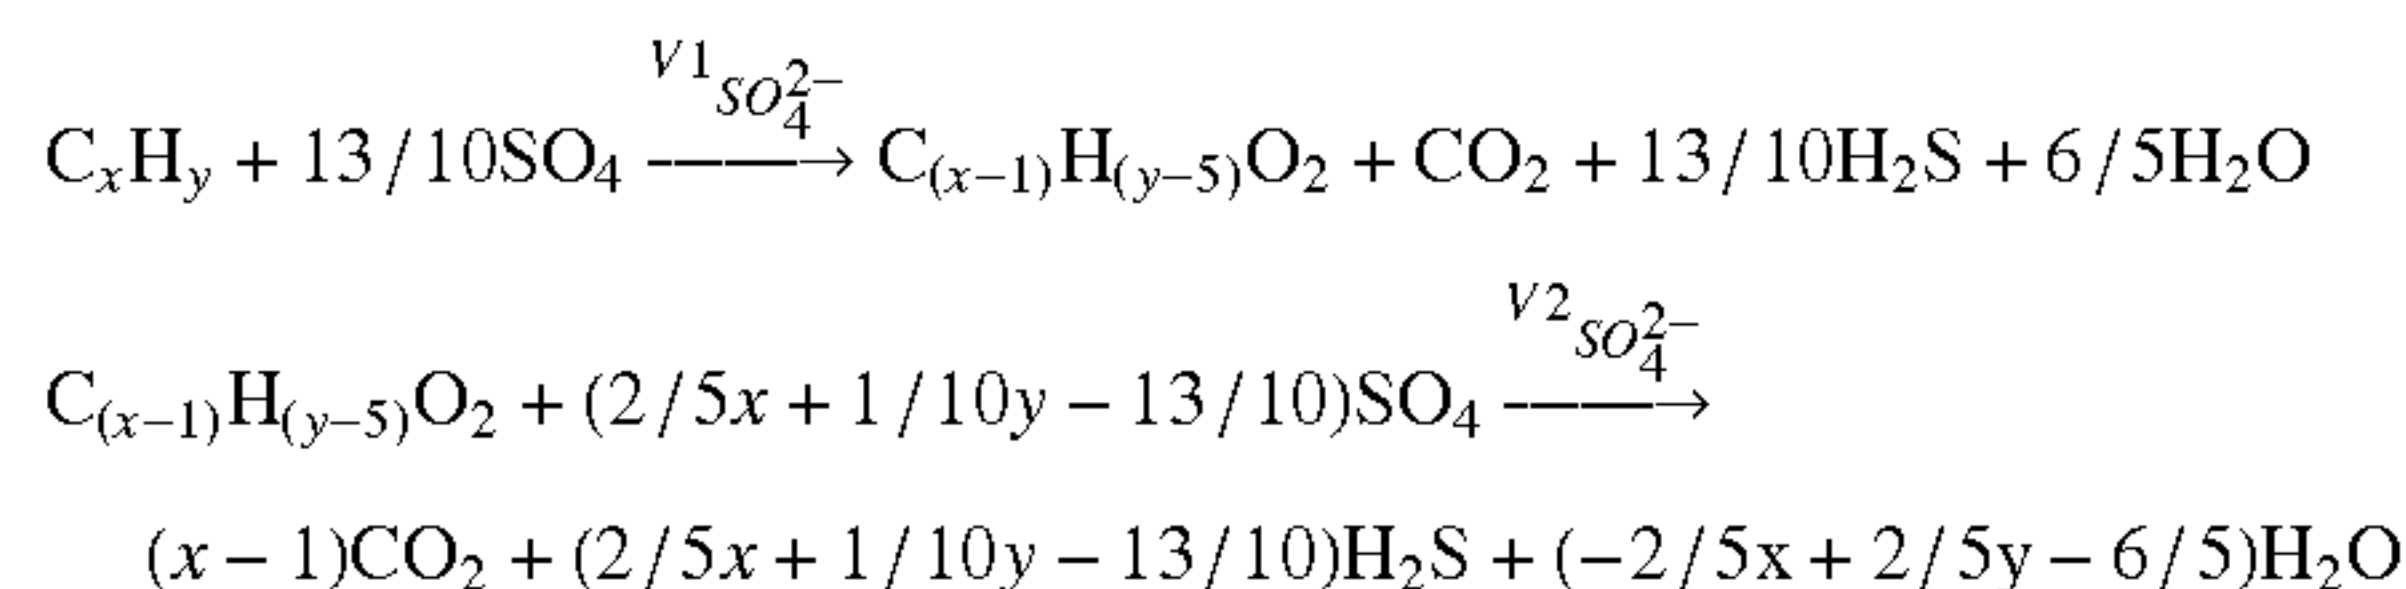 V1_{SO_4^{2-}}
C_xH_y + 13/10SO_4 ———→ C_{(x−1)}H_{(y−5)}O_2 + CO_2 + 13/10H_2S + 6/5H_2O
V2_{SO_4^{2-}}
C_{(x−1)}H_{(y−5)}O_2 + (2/5x + 1/10y − 13/10)SO_4 ———→
(x − 1)CO_2 + (2/5x + 1/10y − 13/10)H_2S + (−2/5x + 2/5y − 6/5)H_2O